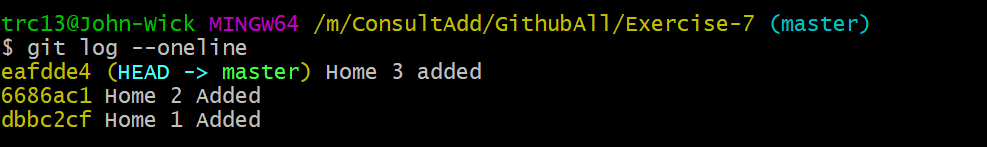 trc13@John-Wick MINGW64 /m/ConsultAdd/GithubAll/Exercise-7 (master)
$ git log --oneline
eafdde4 (HEAD -> master) Home 3 added
6686ac1 Home 2 Added
dbbc2cf Home 1 Added